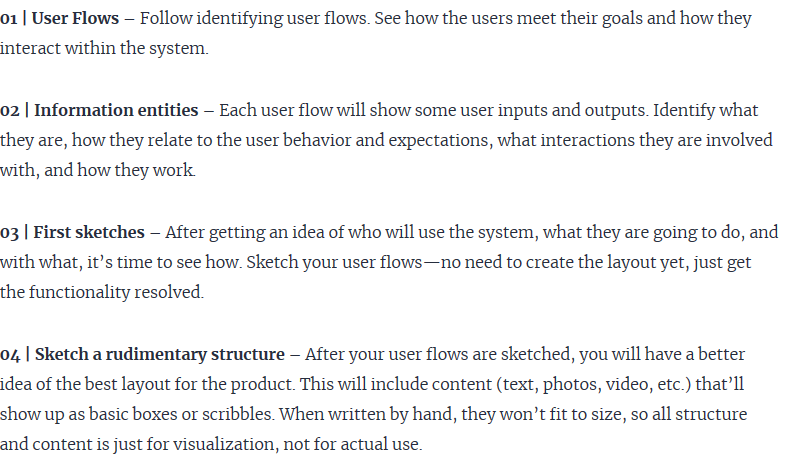 01 | User Flows – Follow identifying user flows. See how the users meet their goals and how they
interact within the system.
02 | Information entities – Each user flow will show some user inputs and outputs. Identify what
they are, how they relate to the user behavior and expectations, what interactions they are involved
with, and how they work.
03 | First sketches – After getting an idea of who will use the system, what they are going to do, and
with what, it’s time to see how. Sketch your user flows—no need to create the layout yet, just get
the functionality resolved.
04 | Sketch a rudimentary structure – After your user flows are sketched, you will have a better
idea of the best layout for the product. This will include content (text, photos, video, etc.) that’ll
show up as basic boxes or scribbles. When written by hand, they won’t fit to size, so all structure
and content is just for visualization, not for actual use.